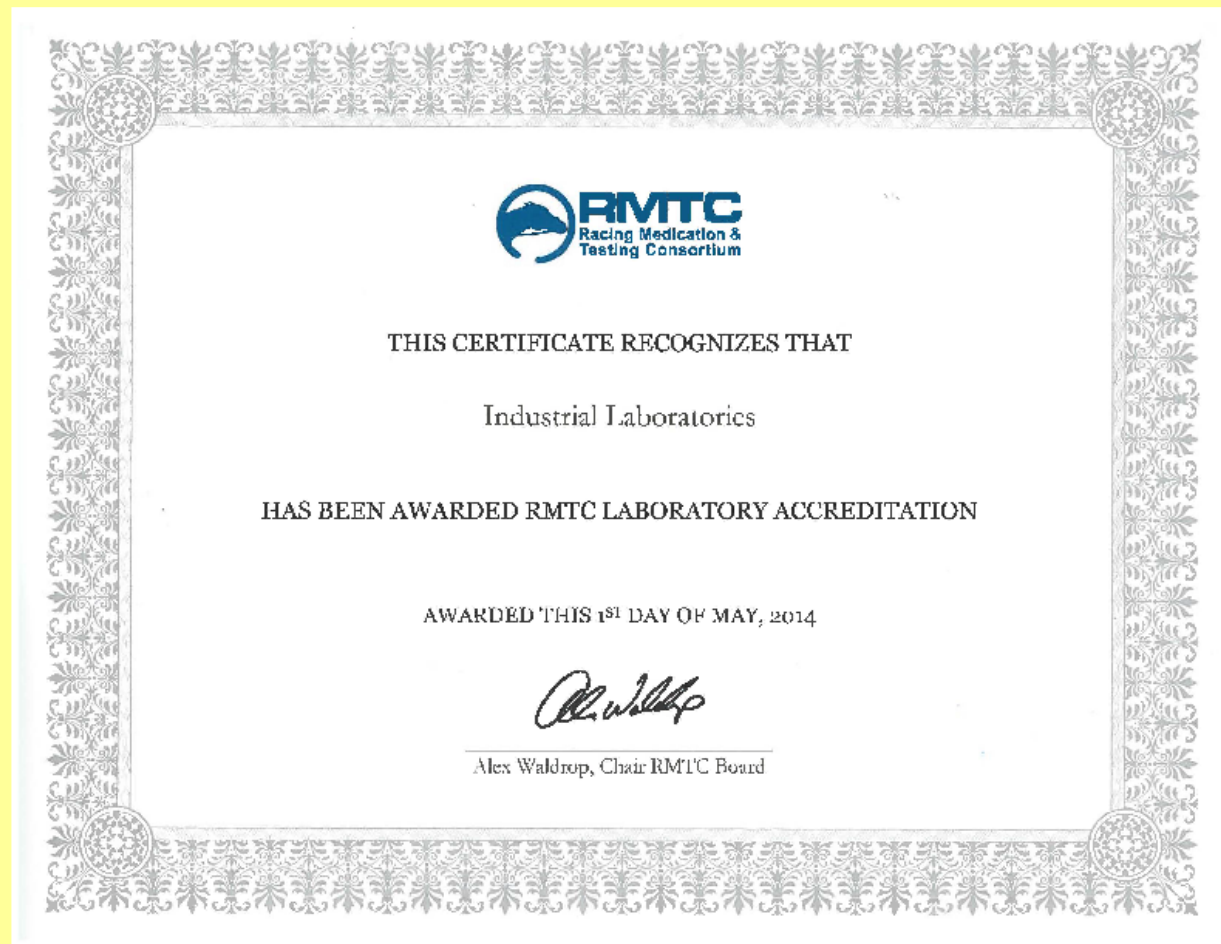 RMTC
Racing Medication &
Testing Consortium
THIS CERTIFICATE RECOGNIZES THAT
Industrial Laboratories
HAS BEEN AWARDED RMTC LABORATORY ACCREDITATION
AWARDED THIS 1ST DAY OF MAY, 2014
Alex Waldrop, Chair RMTC Board